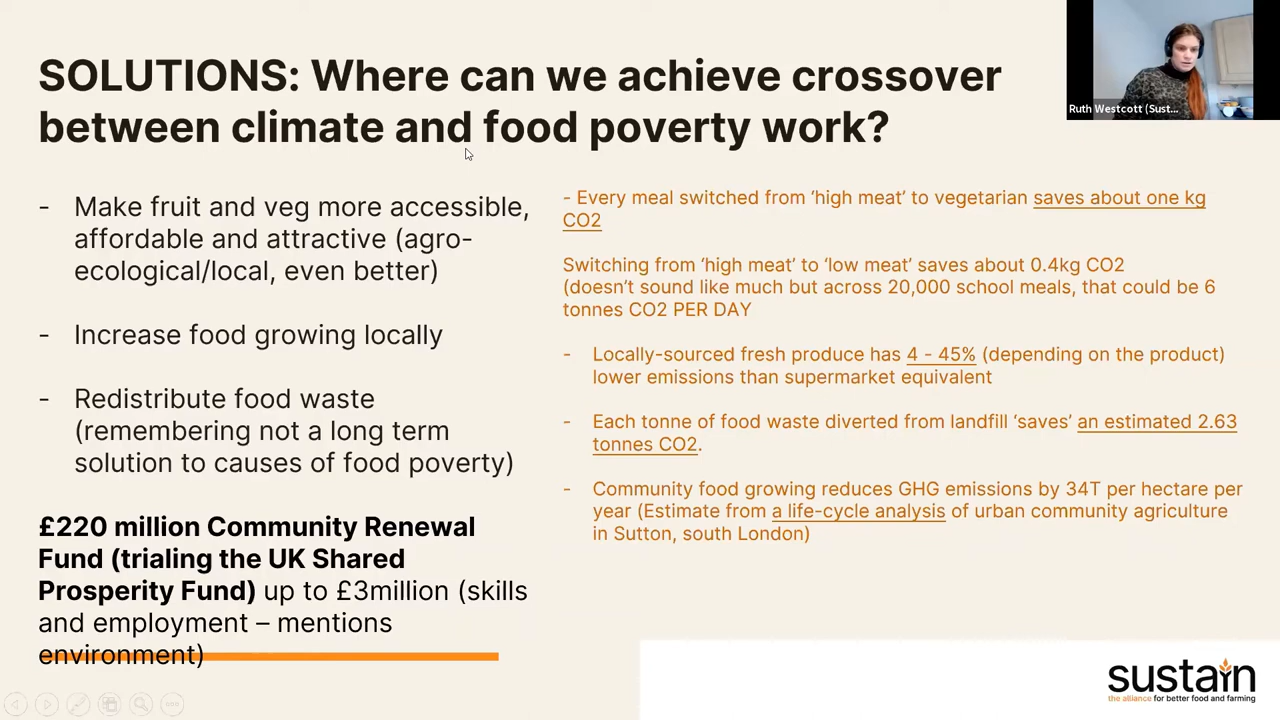 SOLUTIONS: Where can we achieve crossover
between climate and food poverty work?
Ruth Westcott (Sust...
- Make fruit and veg more accessible,
affordable and attractive (agro-
ecological/local, even better)
- Increase food growing locally
- Redistribute food waste
(remembering not a long term
solution to causes of food poverty)
£220 million Community Renewal
Fund (trialing the UK Shared
Prosperity Fund) up to £3million (skills
and employment – mentions
environment)
- Every meal switched from ‘high meat’ to vegetarian saves about one kg
CO2
Switching from ‘high meat’ to ‘low meat’ saves about 0.4kg CO2
(doesn’t sound like much but across 20,000 school meals, that could be 6
tonnes CO2 PER DAY
- Locally-sourced fresh produce has 4 - 45% (depending on the product)
lower emissions than supermarket equivalent
- Each tonne of food waste diverted from landfill ‘saves’ an estimated 2.63
tonnes CO2.
- Community food growing reduces GHG emissions by 34T per hectare per
year (Estimate from a life-cycle analysis of urban community agriculture
in Sutton, south London)
sustain
the alliance for better food and farming